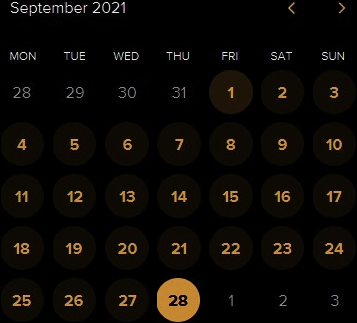 September 2021
MON TUE WED THU FRI SAT SUN
28 29 30 31 1 2 3
4 5 6 7 8 9 10
11 12 13 14 15 16 17
18 19 20 21 22 23 24
25 26 27 28 1 2 3